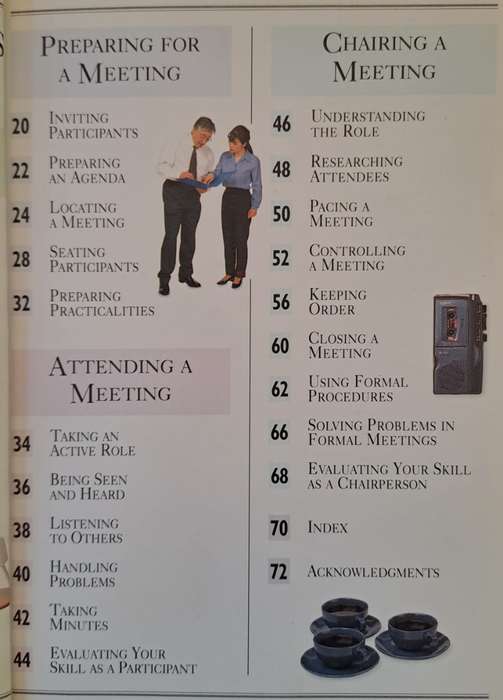 PREPARING FOR
A MEETING
20 INVITING
PARTICIPANTS
22 PREPARING
AN AGENDA
24 LOCATING
A MEETING
28 SEATING
PARTICIPANTS
32 PREPARING
PRACTICALITIES
ATTENDING A
MEETING
34 TAKING AN
ACTIVE ROLE
36 BEING SEEN
AND HEARD
38 LISTENING
TO OTHERS
40 HANDLING
PROBLEMS
42 TAKING
MINUTES
44 EVALUATING YOUR
SKILL AS A PARTICIPANT
CHAIRING A
MEETING
46 UNDERSTANDING
THE ROLE
48 RESEARCHING
ATTENDEES
50 PACING A
MEETING
52 CONTROLLING
A MEETING
56 KEEPING
ORDER
60 CLOSING A
MEETING
62 USING FORMAL
PROCEDURES
66 SOLVING PROBLEMS IN
FORMAL MEETINGS
68 EVALUATING YOUR SKILL
AS A CHAIRPERSON
70 INDEX
72 ACKNOWLEDGMENTS